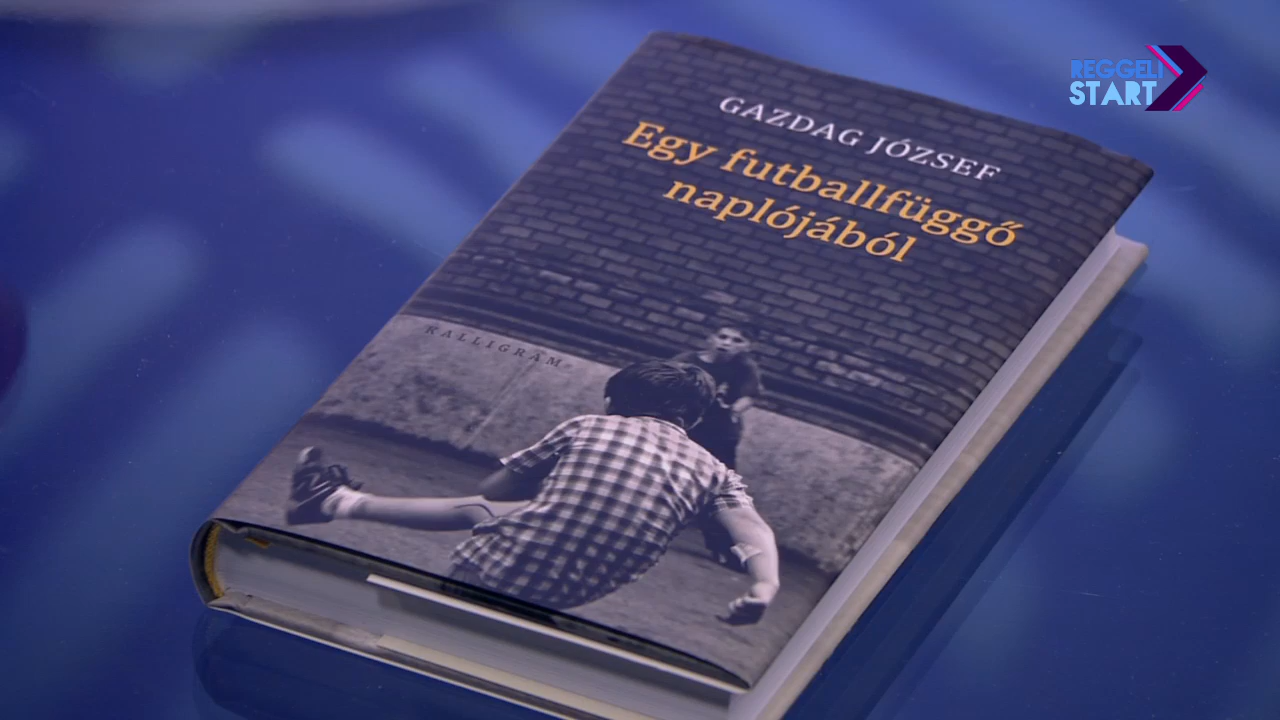 REGGELI
START
GAZDAG JÓZSEF
Egy futballfüggő
naplójából
KALLIGRAM